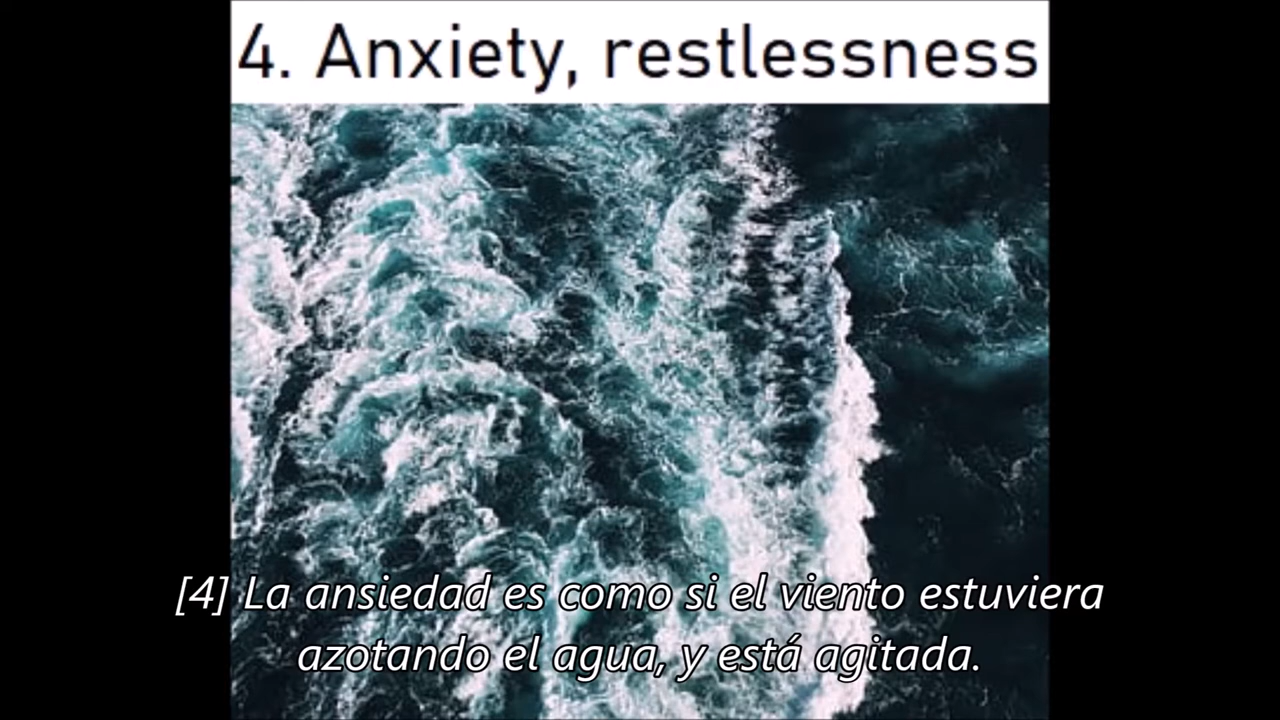 4. Anxiety, restlessness
[4] La ansiedad es como si el viento estuviera
azotando el agua, y está agitada.